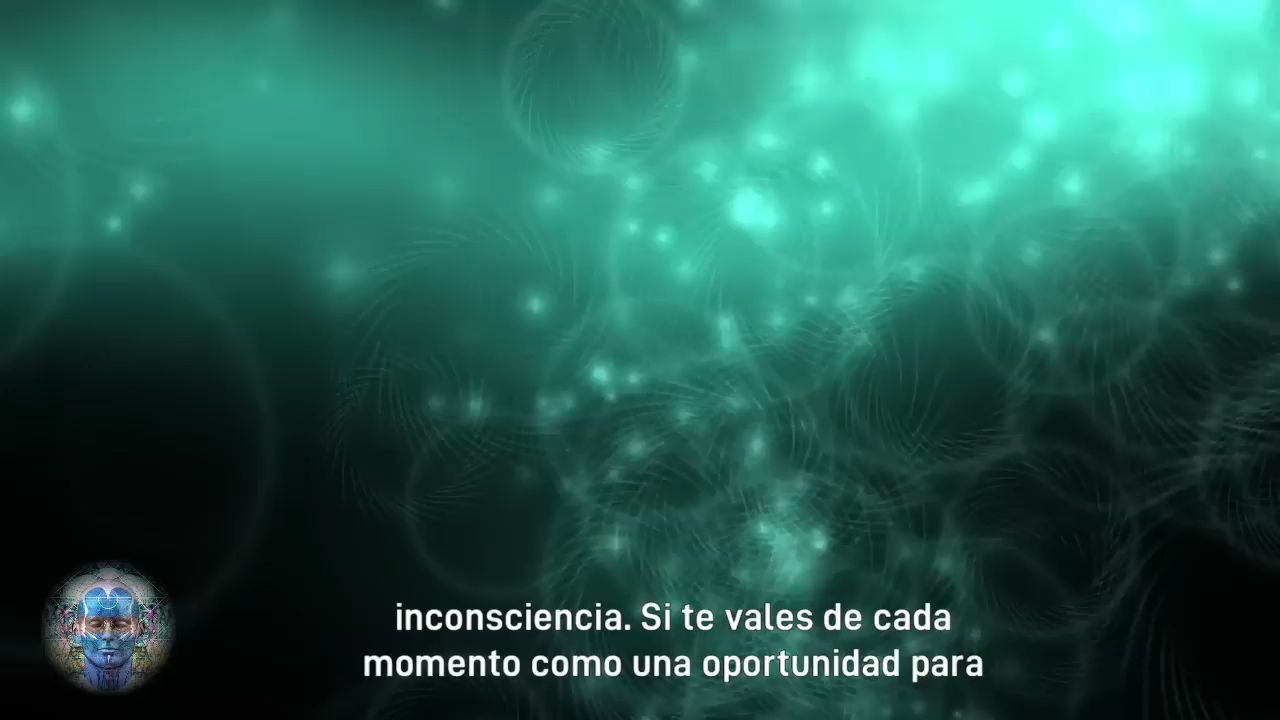 inconsciencia. Si te vales de cada
momento como una oportunidad para